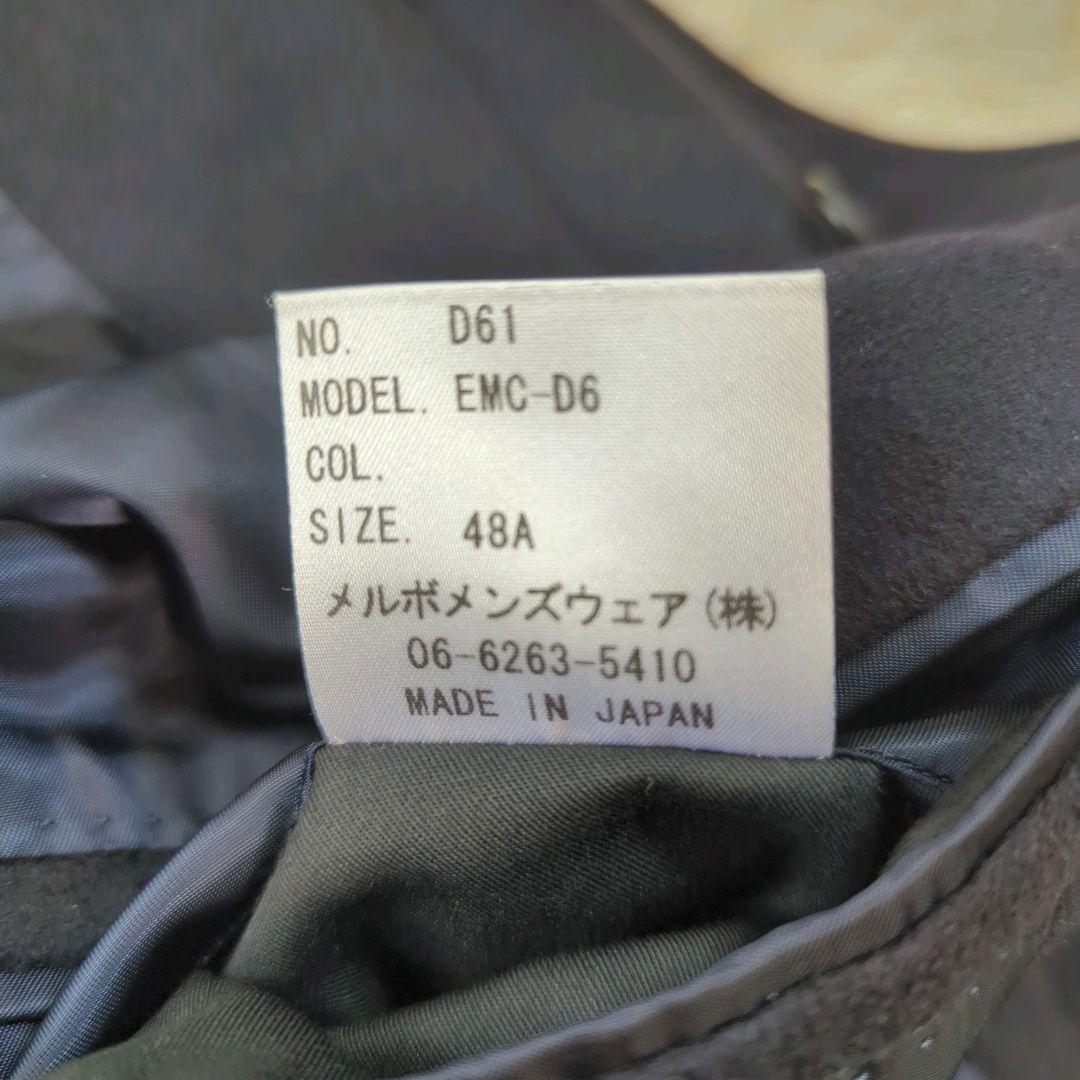 NO. D61
MODEL. EMC-D6
COL.
SIZE. 48A
メルボメンズウェア(株)
06-6263-5410
MADE IN JAPAN